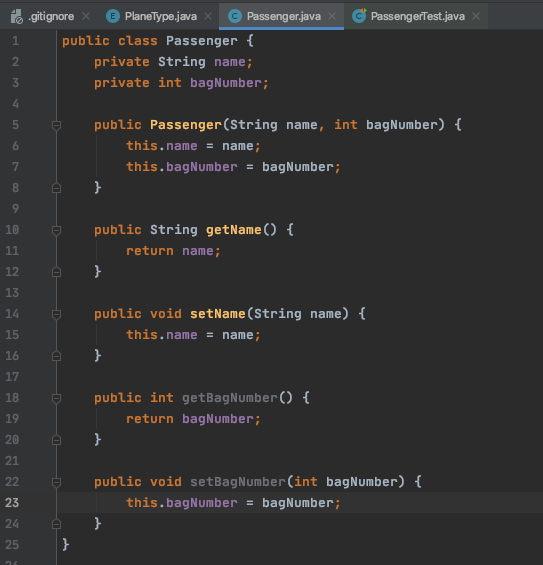 .gitignore PlaneType.java Passenger.java PassengerTest.java
1 public class Passenger {
2 private String name;
3 private int bagNumber;
4
5 public Passenger(String name, int bagNumber) {
6 this.name = name;
7 this.bagNumber = bagNumber;
8 }
9
10 public String getName() {
11 return name;
12 }
13
14 public void setName(String name) {
15 this.name = name;
16 }
17
18 public int getBagNumber() {
19 return bagNumber;
20 }
21
22 public void setBagNumber(int bagNumber) {
23 this.bagNumber = bagNumber;
24 }
25 }